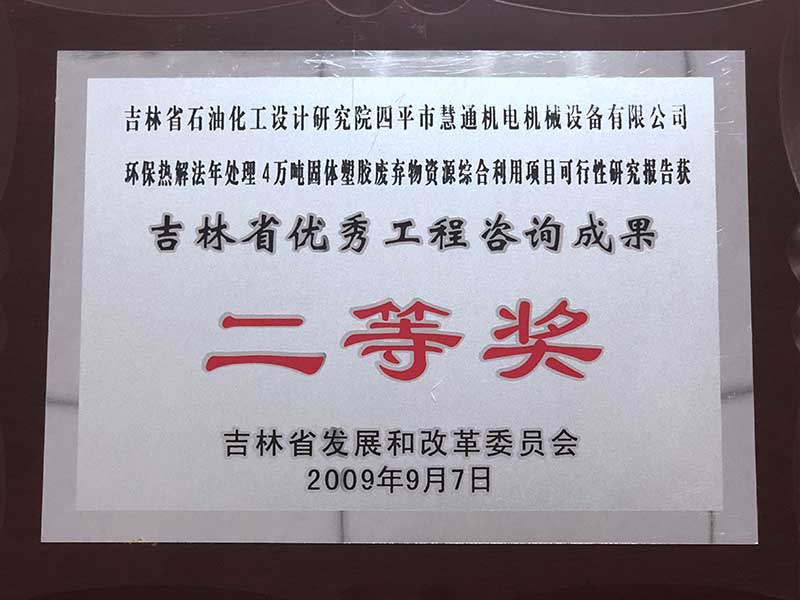 吉林省石油化工设计研究院四平市慧通机电机械设备有限公司
环保热解法年处理4万吨固体塑胶废弃物资源综合利用项目可行性研究报告获
吉林省优秀工程咨询成果
二等奖
吉林省发展和改革委员会
2009年9月7日